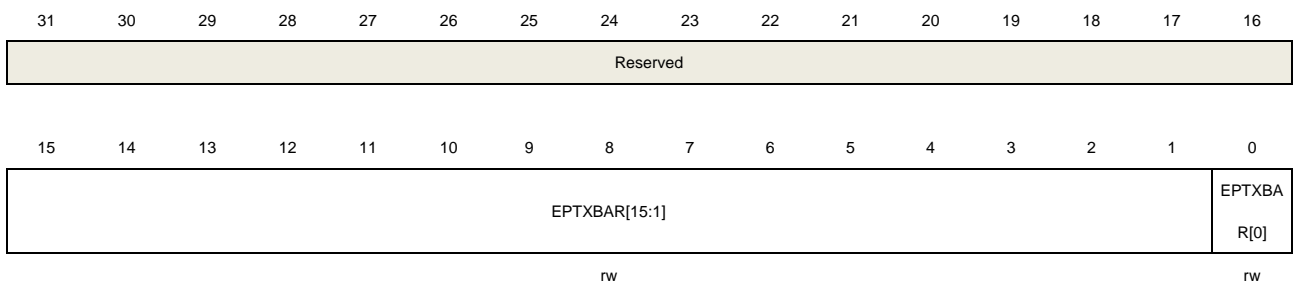 31 30 29 28 27 26 25 24 23 22 21 20 19 18 17 16
Reserved
15 14 13 12 11 10 9 8 7 6 5 4 3 2 1 0
EPTXBAR[15:1]
EPTXBA
R[0]
rw rw